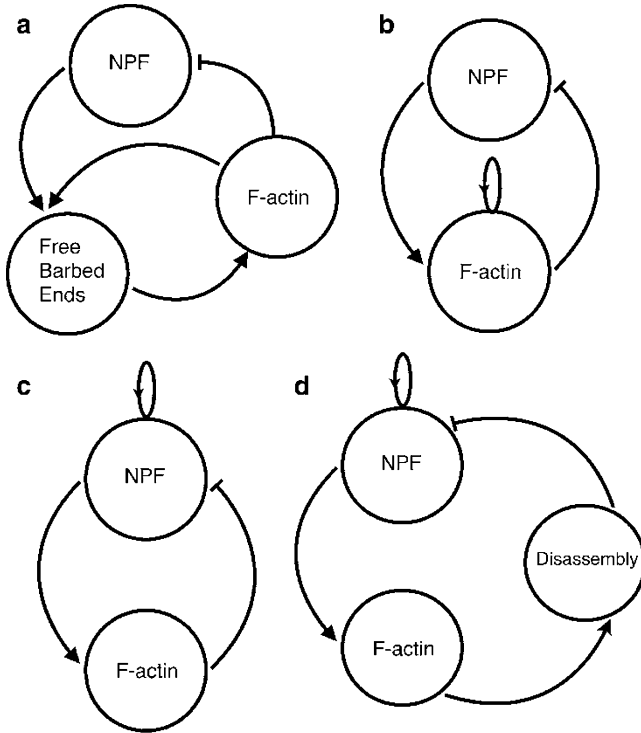 a
NPF
F-actin
Free
Barbed
Ends
b
NPF
F-actin
c
NPF
F-actin
d
NPF
Disassembly
F-actin